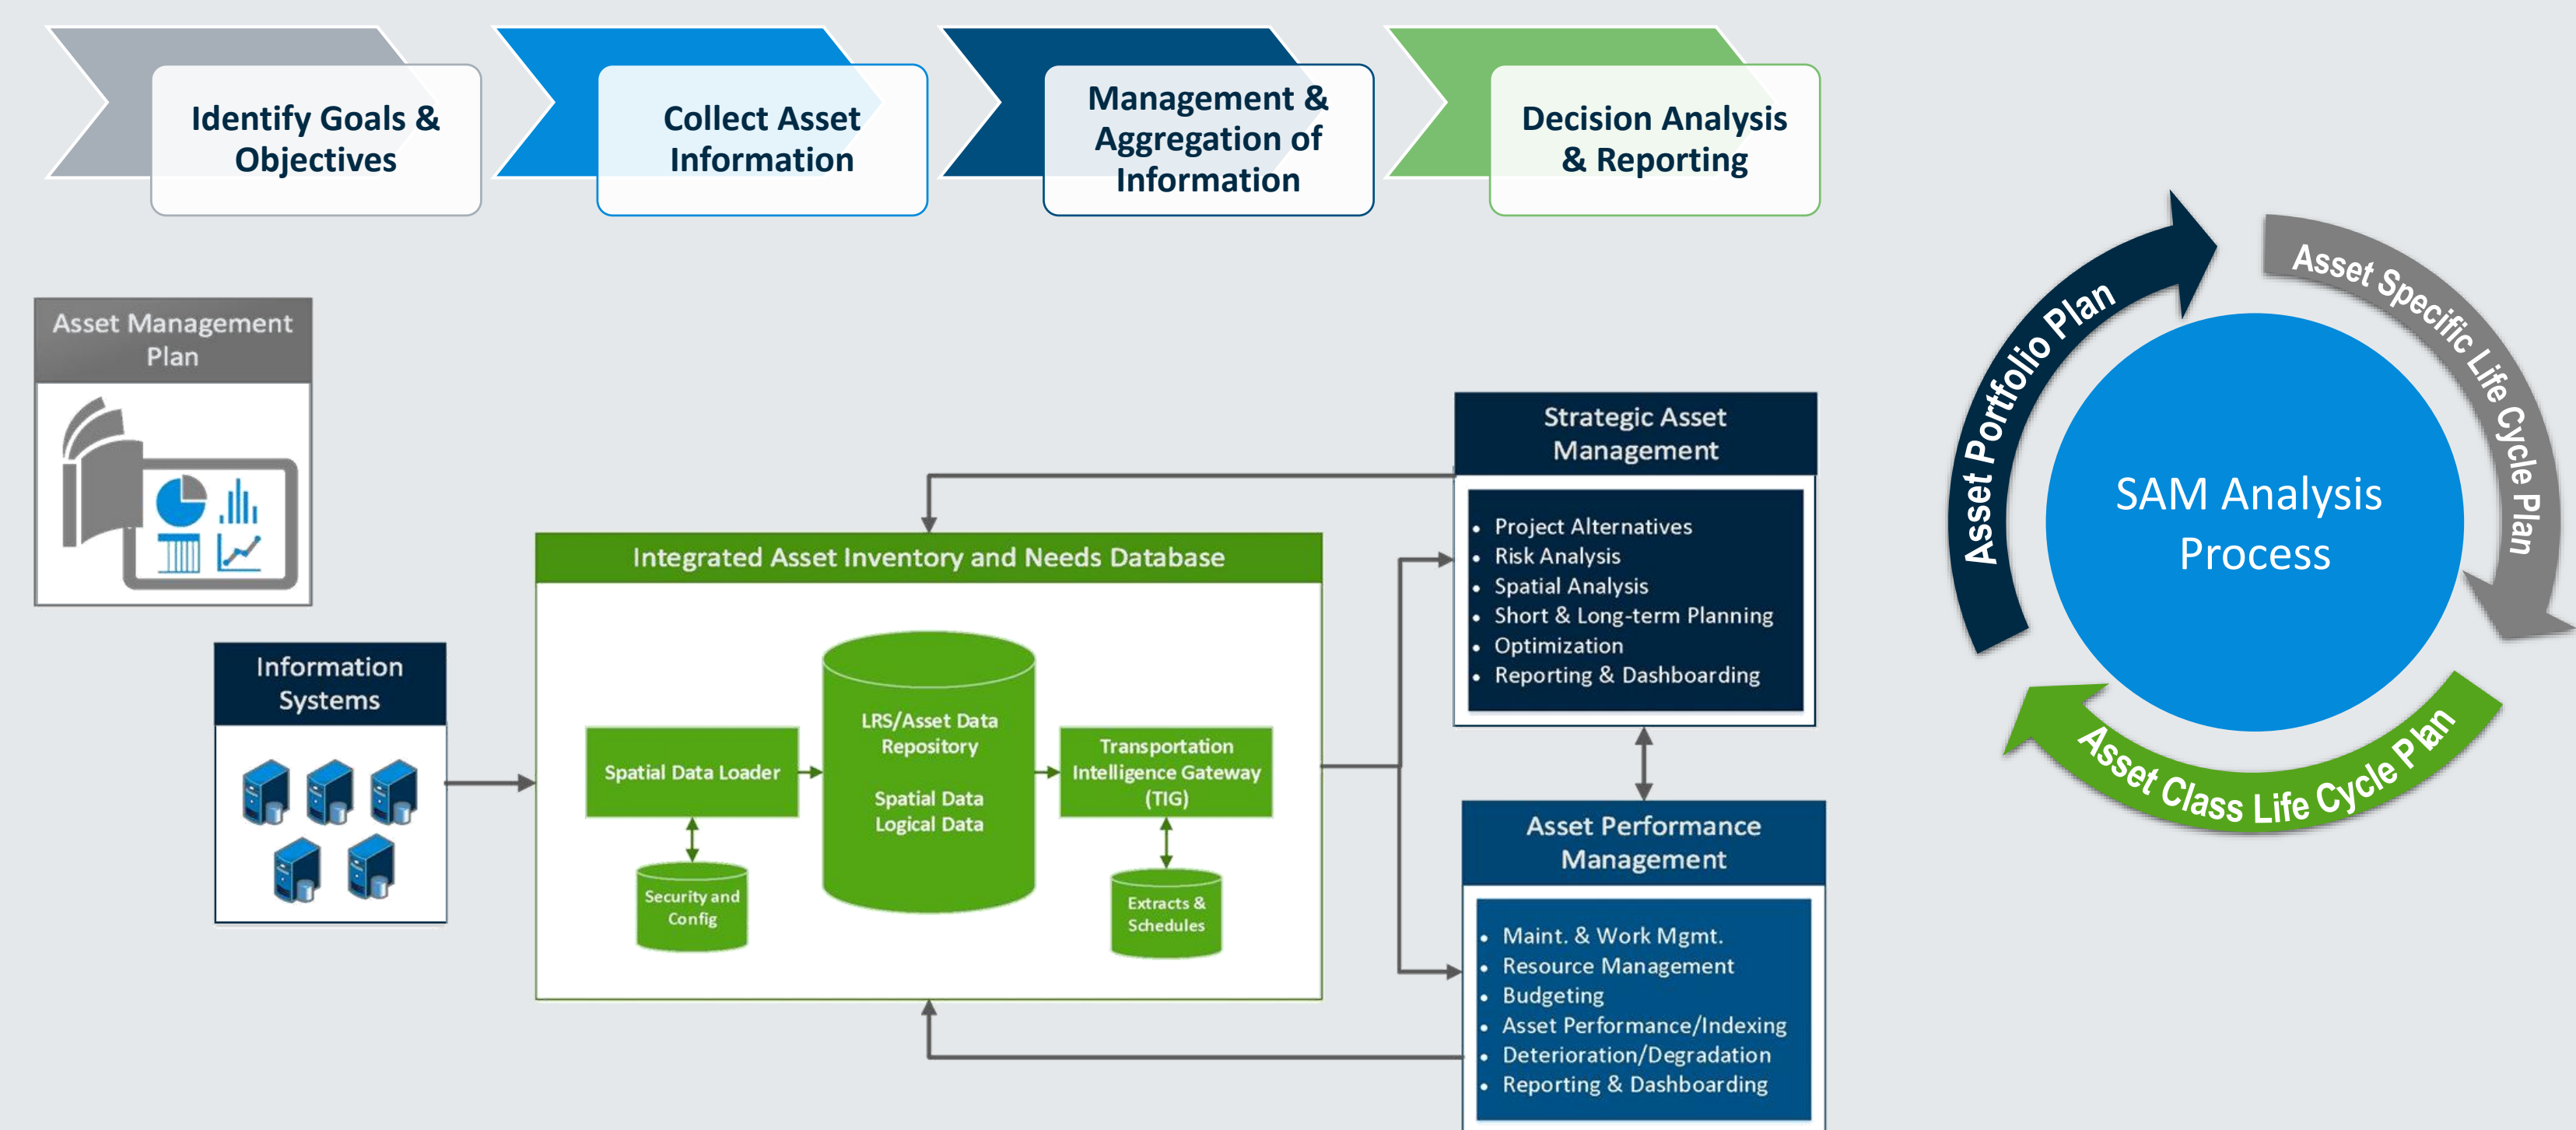 Identify Goals &
Objectives
Collect Asset
Information
Management &
Aggregation of
Information
Decision Analysis
& Reporting
Asset Management
Plan
Information
Systems
Integrated Asset Inventory and Needs Database
Spatial Data Loader
Security and
Config
LRS/Asset Data
Repository
Spatial Data
Logical Data
Transportation
Intelligence Gateway
(TIG)
Extracts &
Schedules
Strategic Asset
Management
• Project Alternatives
• Risk Analysis
• Spatial Analysis
• Short & Long-term Planning
• Optimization
• Reporting & Dashboarding
Asset Performance
Management
• Maint. & Work Mgmt.
• Resource Management
• Budgeting
• Asset Performance/Indexing
• Deterioration/Degradation
• Reporting & Dashboarding
Asset Portfolio Plan
Asset Specific Life Cycle Plan
Asset Class Life Cycle Plan
SAM Analysis
Process